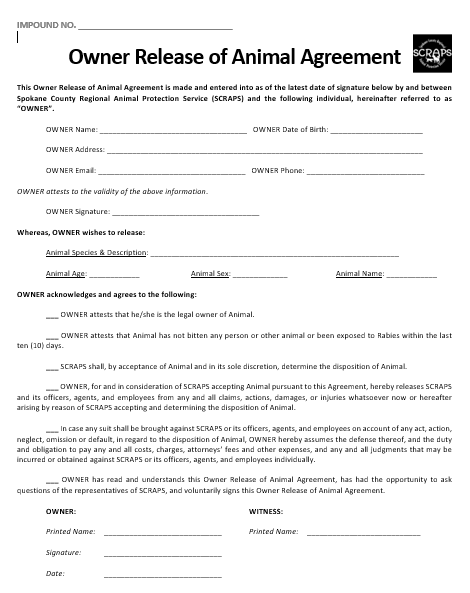 IMPOUND NO. ______________________________
Owner Release of Animal Agreement
SCRAPS
This Owner Release of Animal Agreement is made and entered into as of the latest date of signature below by and between
Spokane County Regional Animal Protection Service (SCRAPS) and the following individual, hereinafter referred to as
“OWNER”.
OWNER Name: ______________________________ OWNER Date of Birth: ___________________
OWNER Address: ______________________________________________________________
OWNER Email: ______________________________ OWNER Phone: ________________________
OWNER attests to the validity of the above information.
OWNER Signature: ______________________________
Whereas, OWNER wishes to release:
Animal Species & Description: ___________________________________________________
Animal Age: ___________ Animal Sex: ___________ Animal Name: ___________
OWNER acknowledges and agrees to the following:
___ OWNER attests that he/she is the legal owner of Animal.
___ OWNER attests that Animal has not bitten any person or other animal or been exposed to Rabies within the last
ten (10) days.
___ SCRAPS shall, by acceptance of Animal and in its sole discretion, determine the disposition of Animal.
___ OWNER, for and in consideration of SCRAPS accepting Animal pursuant to this Agreement, hereby releases SCRAPS
and its officers, agents, and employees from any and all claims, actions, damages, or injuries whatsoever now or hereafter
arising by reason of SCRAPS accepting and determining the disposition of Animal.
___ In case any suit shall be brought against SCRAPS or its officers, agents, and employees on account of any act, action,
neglect, omission or default, in regard to the disposition of Animal, OWNER hereby assumes the defense thereof, and the duty
and obligation to pay any and all costs, charges, attorneys’ fees and other expenses, and any and all judgments that may be
incurred or obtained against SCRAPS or its officers, agents, and employees individually.
___ OWNER has read and understands this Owner Release of Animal Agreement, has had the opportunity to ask
questions of the representatives of SCRAPS, and voluntarily signs this Owner Release of Animal Agreement.
OWNER: WITNESS:
Printed Name: ________________________ Printed Name: ________________________
Signature: ________________________
Date: ________________________